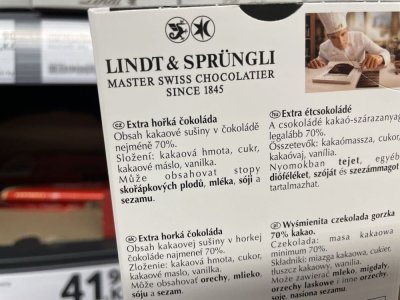 LINDT & SPRÜNGLI
MASTER SWISS CHOCOLATIER
SINCE 1845
CZ Extra hořká čokoláda
Obsah kakaové sušiny v čokoládě
nejméně 70%.
Složení: kakaová hmota, cukr,
kakaové máslo, vanilka.
Může obsahovat stopy
skořápkových plodů, mléka, sóji a
sezamu.
HU Extra étcsokoládé
A csokoládé kakaó-szárazanyag
legalább 70%.
Összetevők: kakaómassza, cukor,
kakaóvaj, vanília.
Nyomokban tejet, egyéb
dióféléket, szóját és szezámmagot
tartalmazhat.
SK Extra horká čokoláda
Obsah kakaovej sušiny v horkej
čokoláde najmenej 70%.
Zloženie: kakaová hmota, cukor,
kakaové maslo, vanilka.
Môže obsahovať orechy, mlieko,
sóju a sezam.
Wyśmienita czekolada gorzka
70% kakao.
Czekolada: masa kakaowa
minimum 70%.
Składniki: miazga kakaowa, cukier,
tłuszcz kakaowy, wanilia.
Może zawierać mleko, migdały,
orzechy laskowe i inne orzechy,
soję, nasiona sezamu.
41